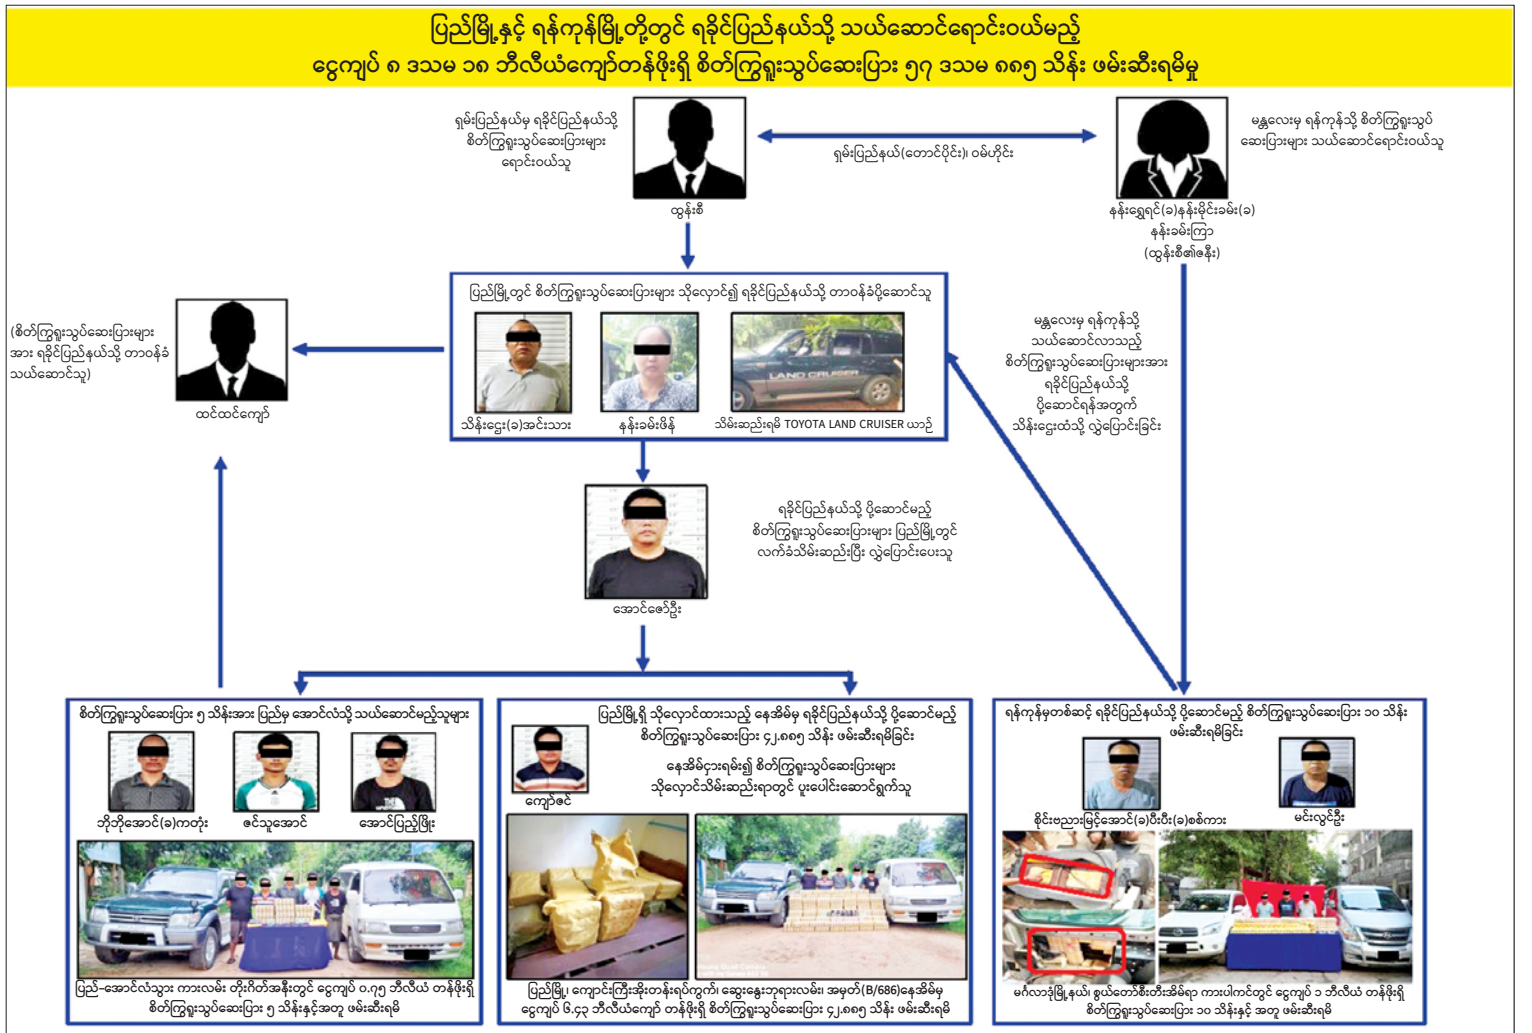 ပြည်မြို့နှင့် ရန်ကုန်မြို့တို့တွင် ရခိုင်ပြည်နယ်သို့ သယ်ဆောင်ရောင်းဝယ်မည့်
ငွေကျပ် ၈ ဒသမ ၁၈ ဘီလီယံကျော်တန်ဖိုးရှိ စိတ်ကြွရူးသွပ်ဆေးပြား ၅၇ ဒသမ ၈၈၅ သိန်း ဖမ်းဆီးရမိမှု
ရှမ်းပြည်နယ်မှ ရခိုင်ပြည်နယ်သို့
စိတ်ကြွရူးသွပ်ဆေးပြားများ
ရောင်းဝယ်သူ
ထွန်းစီ
ရှမ်းပြည်နယ်(တောင်ပိုင်း)၊ ဝမ်ဟိုင်း
မန္တလေးမှ ရန်ကုန်သို့ စိတ်ကြွရူးသွပ်
ဆေးပြားများ သယ်ဆောင်ရောင်းဝယ်သူ
နန်းရွှေရင်(ခ)နန်းမိုင်းခမ်း(ခ)
နန်းခမ်းကြာ
(ထွန်းစီ၏ဇနီး)
ပြည်မြို့တွင် စိတ်ကြွရူးသွပ်ဆေးပြားများ သိုလှောင်၍ ရခိုင်ပြည်နယ်သို့ တာဝန်ခံပို့ဆောင်သူ
LAND CRUISER
သိန်းဌေး(ခ)အင်းသား
နန်းခမ်းဖိန်
သိမ်းဆည်းရမိ TOYOTA LAND CRUISER ယာဉ်
(စိတ်ကြွရူးသွပ်ဆေးပြားများ
အား ရခိုင်ပြည်နယ်သို့ တာဝန်ခံ
သယ်ဆောင်သူ)
ထင်ထင်ကျော်
မန္တလေးမှ ရန်ကုန်သို့
သယ်ဆောင်လာသည့်
စိတ်ကြွရူးသွပ်ဆေးပြားများအား
ရခိုင်ပြည်နယ်သို့
ပို့ဆောင်ရန်အတွက်
သိန်းဌေးထံသို့ လွှဲပြောင်းခြင်း
ရခိုင်ပြည်နယ်သို့ ပို့ဆောင်မည့်
စိတ်ကြွရူးသွပ်ဆေးပြားများ ပြည်မြို့တွင်
လက်ခံသိမ်းဆည်းပြီး လွှဲပြောင်းပေးသူ
အောင်ဇော်ဦး
စိတ်ကြွရူးသွပ်ဆေးပြား ၅ သိန်းအား ပြည်မှ အောင်လံသို့ သယ်ဆောင်မည့်သူများ
ဘိုဘိုအောင်(ခ)ကတုံး
ဇင်သူအောင်
အောင်ပြည့်ဖြိုး
ပြည်–အောင်လံသွား ကားလမ်း တိုးဂိတ်အနီးတွင် ငွေကျပ် ၀.၇၅ ဘီလီယံ တန်ဖိုးရှိ
စိတ်ကြွရူးသွပ်ဆေးပြား ၅ သိန်းနှင့်အတူ ဖမ်းဆီးရမိ
ပြည်မြို့ရှိ သိုလှောင်ထားသည့် နေအိမ်မှ ရခိုင်ပြည်နယ်သို့ ပို့ဆောင်မည့်
စိတ်ကြွရူးသွပ်ဆေးပြား ၄၂.၈၈၅ သိန်း ဖမ်းဆီးရမိခြင်း
နေအိမ်ငှားရမ်း၍ စိတ်ကြွရူးသွပ်ဆေးပြားများ
သိုလှောင်သိမ်းဆည်းရာတွင် ပူးပေါင်းဆောင်ရွက်သူ
ကျော်ဇင်
ပြည်မြို့၊ ကျောင်းကြီးအိုးတန်းရပ်ကွက်၊ ဆွေးနွေးဘုရားလမ်း၊ အမှတ်(B/686)နေအိမ်မှ
ငွေကျပ် ၆.၄၃ ဘီလီယံကျော် တန်ဖိုးရှိ စိတ်ကြွရူးသွပ်ဆေးပြား ၄၂.၈၈၅ သိန်း ဖမ်းဆီးရမိ
ရန်ကုန်မှတစ်ဆင့် ရခိုင်ပြည်နယ်သို့ ပို့ဆောင်မည့် စိတ်ကြွရူးသွပ်ဆေးပြား ၁၀ သိန်း
ဖမ်းဆီးရမိခြင်း
စိုင်းဗညားမြင့်အောင်(ခ)ပီးပီး(ခ)စစ်ကား
မင်းလွင်ဦး
မင်္ဂလာဒုံမြို့နယ်၊ စွယ်တော်စီးတီးအိမ်ရာ ကားပါကင်တွင် ငွေကျပ် ၁ ဘီလီယံ တန်ဖိုးရှိ
စိတ်ကြွရူးသွပ်ဆေးပြား ၁၀ သိန်းနှင့် အတူ ဖမ်းဆီးရမိ